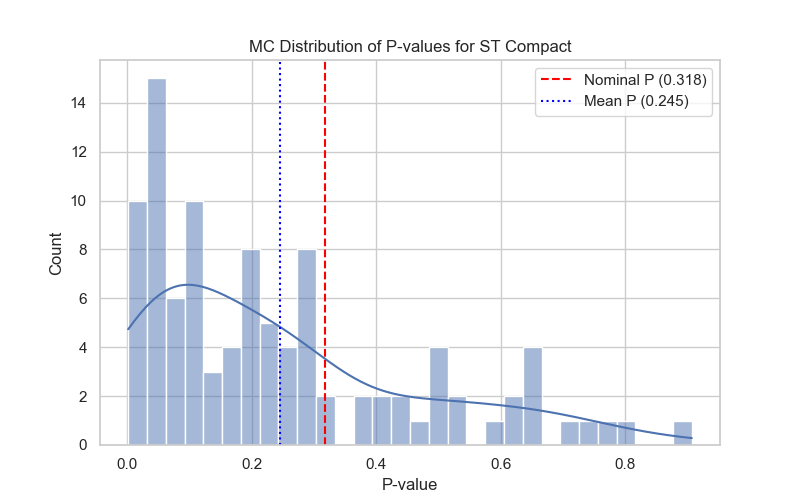 MC Distribution of P-values for ST Compact
Nominal P (0.318)
Mean P (0.245)
Count
14
12
10
8
6
4
2
0
0.0 0.2 0.4 0.6 0.8
P-value